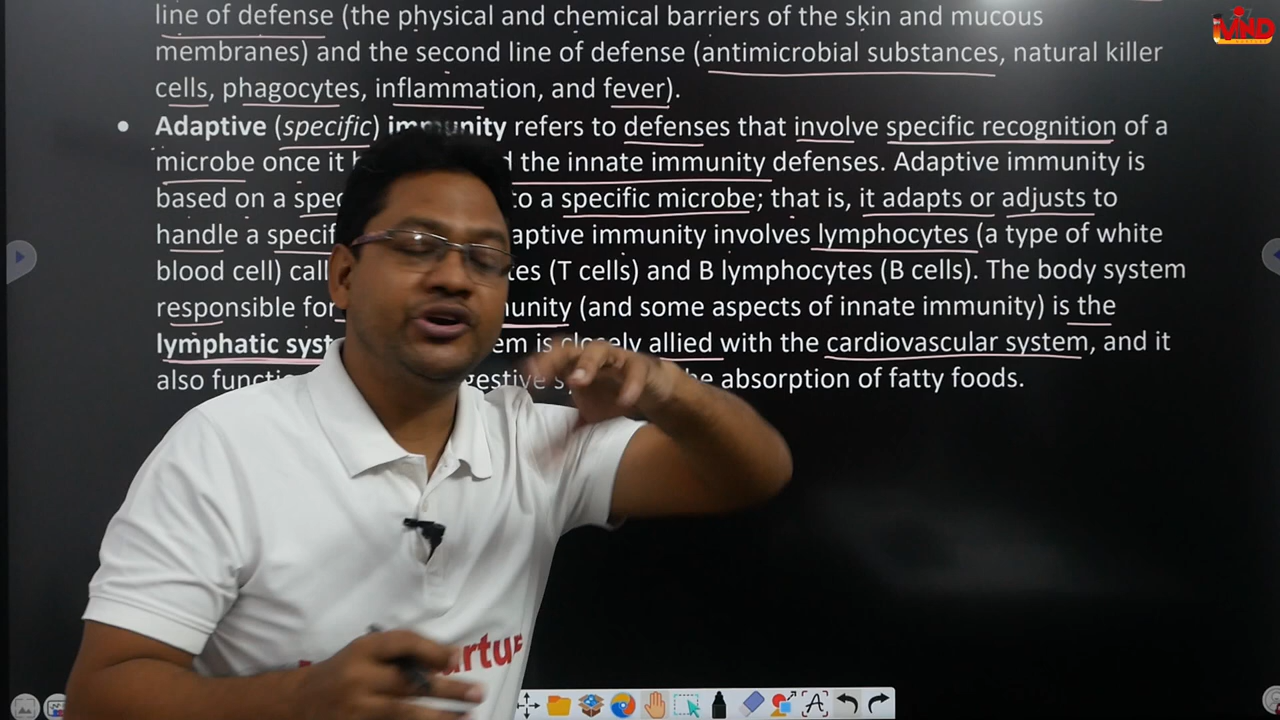 line of defense (the physical and chemical barriers of the skin and mucous
membranes) and the second line of defense (antimicrobial substances, natural killer
cells, phagocytes, inflammation, and fever).
• Adaptive (specific) immunity refers to defenses that involve specific recognition of a
microbe once it the innate immunity defenses. Adaptive immunity is
based on a to a specific microbe; that is, it adapts or adjusts to
handle a immunity involves lymphocytes (a type of white
blood cell) (T cells) and B lymphocytes (B cells). The body system
responsible for (and some aspects of innate immunity) is the
lymphatic is closely allied with the cardiovascular system, and it
also absorption of fatty foods.